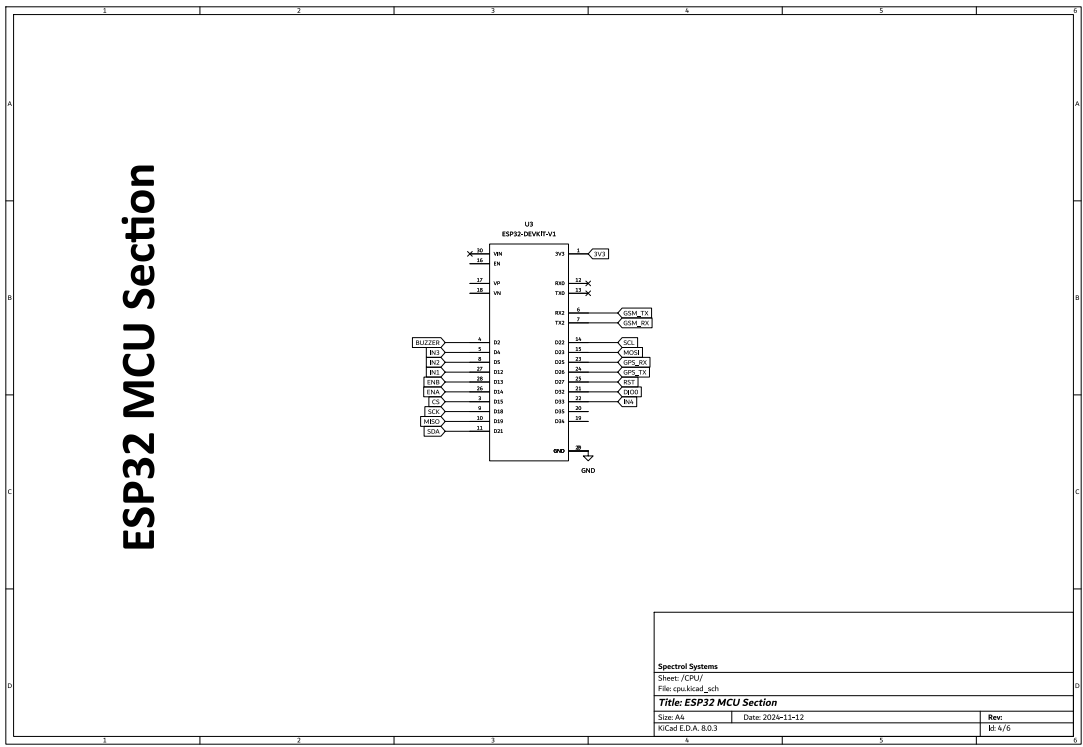 1 2 3 4 5 6
A A
B B
C C
D D
ESP32 MCU Section
U3
ESP32-DEVKIT-V1
30 VIN 3V3 1 3V3
16 EN
17 VP RX0 12
18 VN TX0 13
RX2 6 GSM_TX
TX2 7 GSM_RX
BUZZER 4 D2 D22 14 SCL
IN3 5 D4 D23 15 MOSI
IN2 8 D5 D25 23 GPS_RX
IN1 27 D12 D26 24 GPS_TX
ENB 28 D13 D27 25 RST
ENA 26 D14 D32 21 DIO0
CS 3 D15 D33 22 IN4
SCK 9 D18 D35 20
MISO 10 D19 D34 19
SDA 11 D21
GND
GND
Spectrol Systems
Sheet: /CPU/
File: cpu.kicad_sch
Title: ESP32 MCU Section
Size: A4 Date: 2024-11-12 Rev:
KiCad E.D.A. 8.0.3 Id: 4/6
1 2 3 4 5 6